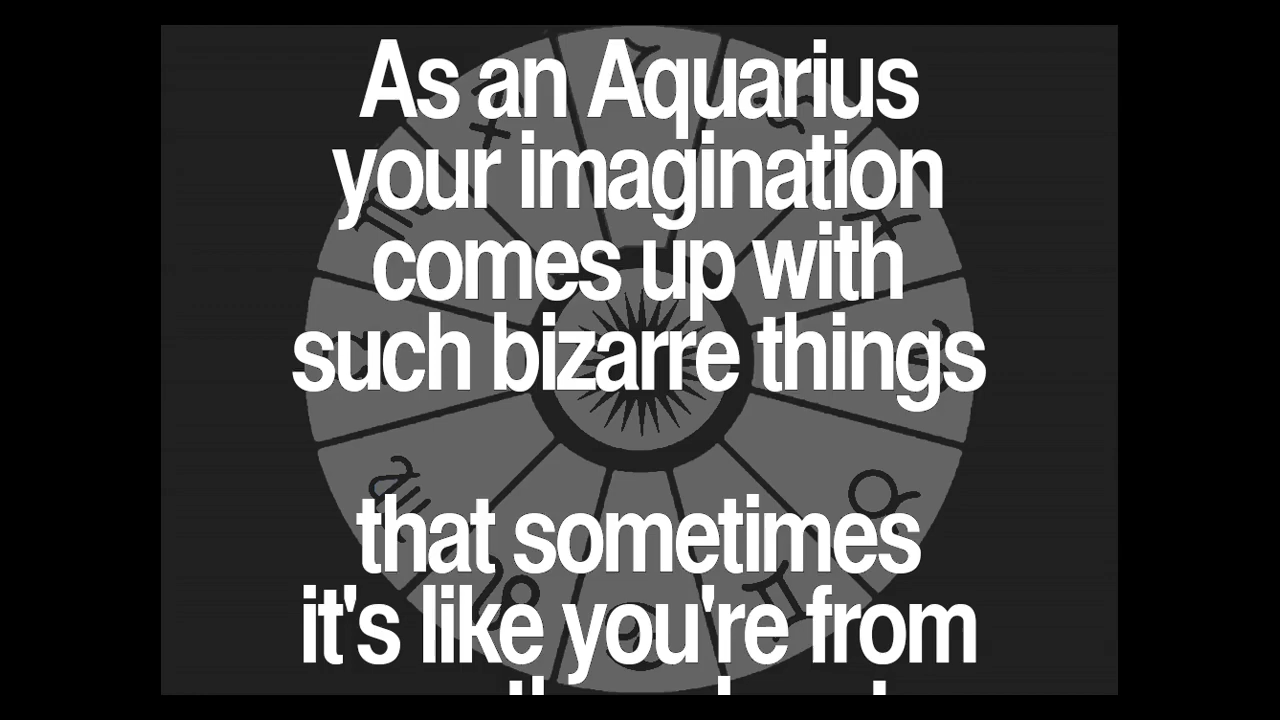 As an Aquarius
your imagination
comes up with
such bizarre things
that sometimes
it's like you're from